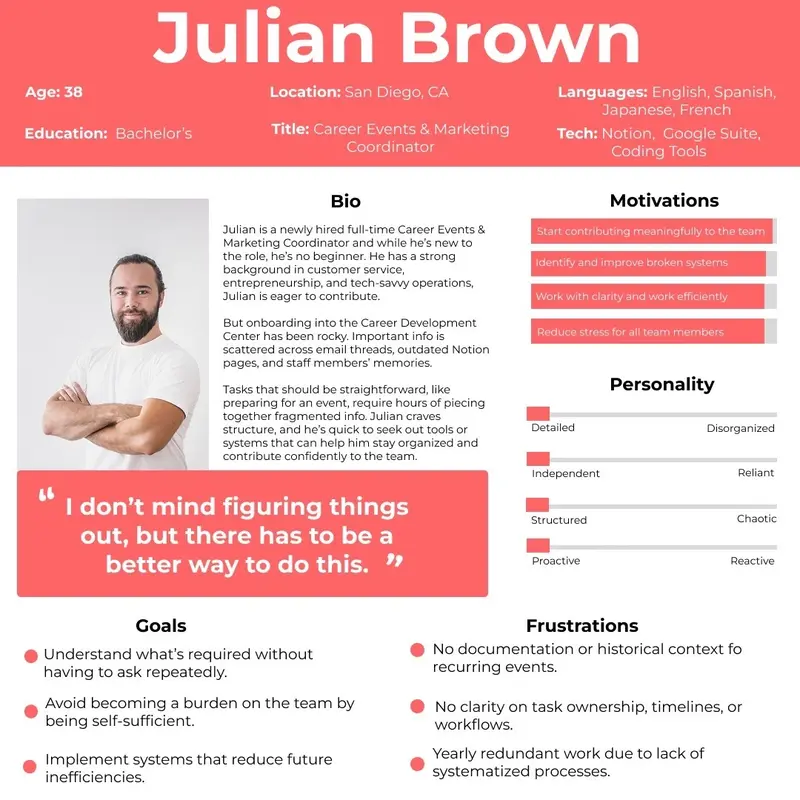 Julian Brown
Age: 38
Location: San Diego, CA
Languages: English, Spanish,
Japanese, French
Education: Bachelor's
Title: Career Events & Marketing
Coordinator
Tech: Notion, Google Suite,
Coding Tools
Bio
Julian is a newly hired full-time Career Events &
Marketing Coordinator and while he's new to
the role, he's no beginner. He has a strong
background in customer service,
entrepreneurship, and tech-savvy operations,
Julian is eager to contribute.
But onboarding into the Career Development
Center has been rocky. Important info is
scattered across email threads, outdated Notion
pages, and staff members' memories.
Tasks that should be straightforward, like
preparing for an event, require hours of piecing
together fragmented info. Julian craves
structure, and he's quick to seek out tools or
systems that can help him stay organized and
contribute confidently to the team.
Motivations
Start contributing meaningfully to the team
Identify and improve broken systems
Work with clarity and work efficiently
Reduce stress for all team members
Personality
Detailed
Disorganized
Independent
Reliant
Structured
Chaotic
Proactive
Reactive
“ I don't mind figuring things
out, but there has to be a
better way to do this. ”
Goals
Understand what's required without
having to ask repeatedly.
Avoid becoming a burden on the team by
being self-sufficient.
Implement systems that reduce future
inefficiencies.
Frustrations
No documentation or historical context fo
recurring events.
No clarity on task ownership, timelines, or
workflows.
Yearly redundant work due to lack of
systematized processes.